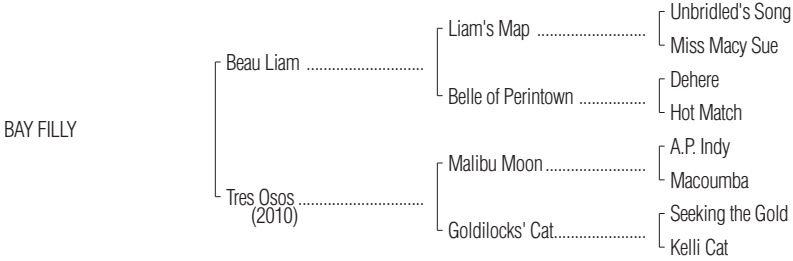 Unbridled's Song
Liam's Map ..........................
Miss Macy Sue
Beau Liam ............................
Dehere
Belle of Perintown ................
Hot Match
BAY FILLY
A.P. Indy
Malibu Moon ........................
Macoumba
Tres Osos ..............................
(2010)
Seeking the Gold
Goldilocks' Cat......................
Kelli Cat